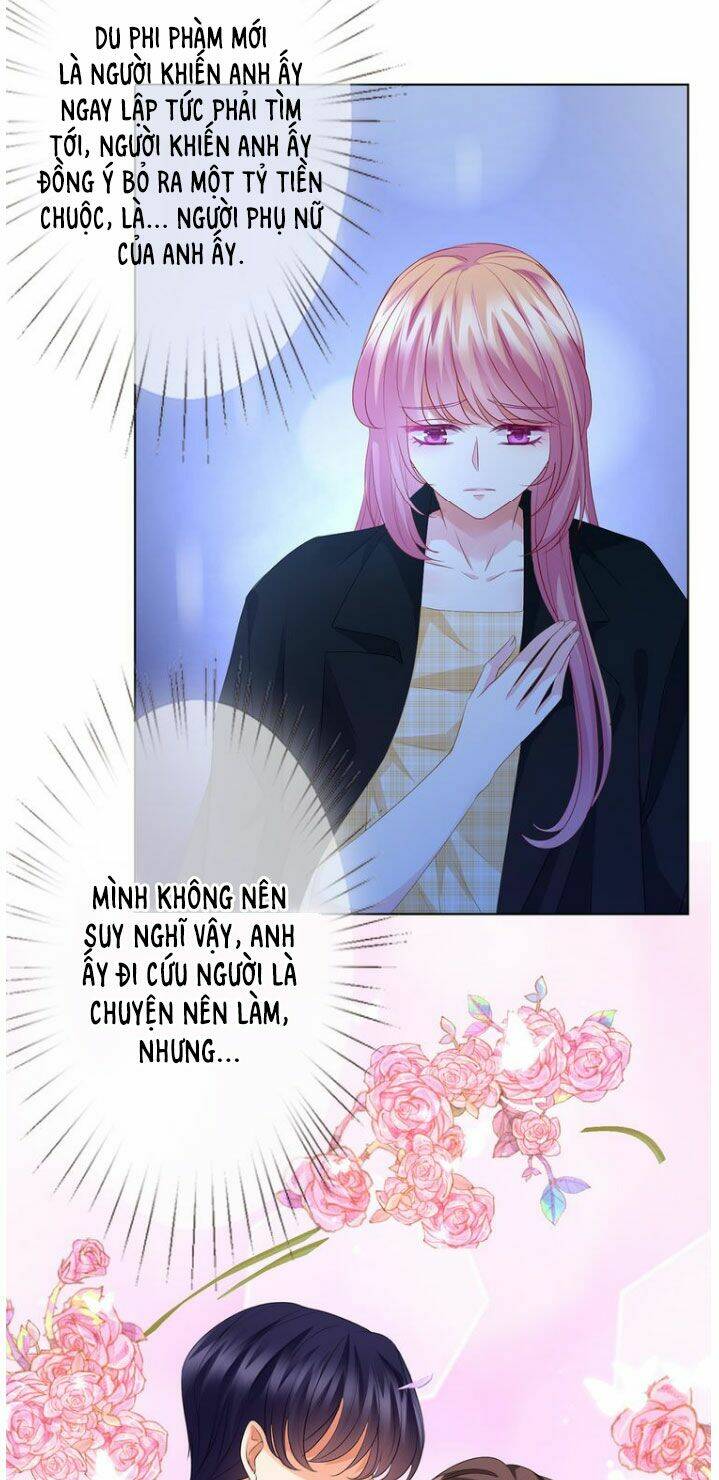 DU PHI PHÀM MỚI
LÀ NGƯỜI KHIẾN ANH ẤY
NGAY LẬP TỨC PHẢI TÌM
TỚI, NGƯỜI KHIẾN ANH ẤY
ĐỒNG Ý BỎ RA MỘT TỶ TIỀN
CHUỘC, LÀ... NGƯỜI PHỤ NỮ
CỦA ANH ẤY.
MÌNH KHÔNG NÊN
SUY NGHĨ VẬY, ANH
ẤY ĐI CỨU NGƯỜI LÀ
CHUYỆN NÊN LÀM,
NHƯNG...